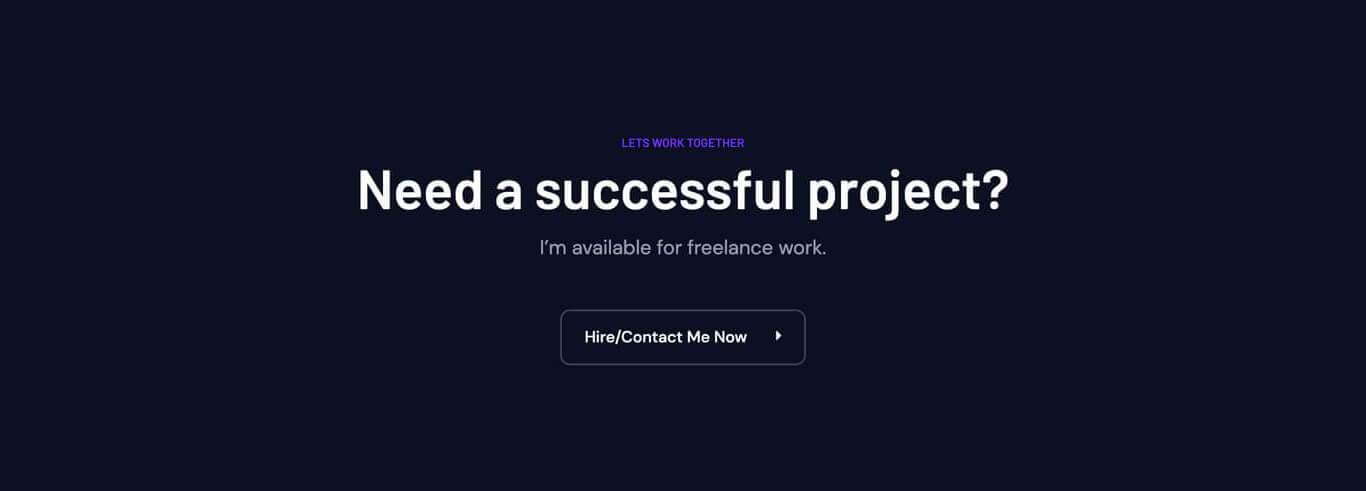 LETS WORK TOGETHER
Need a successful project?
I’m available for freelance work.
Hire/Contact Me Now